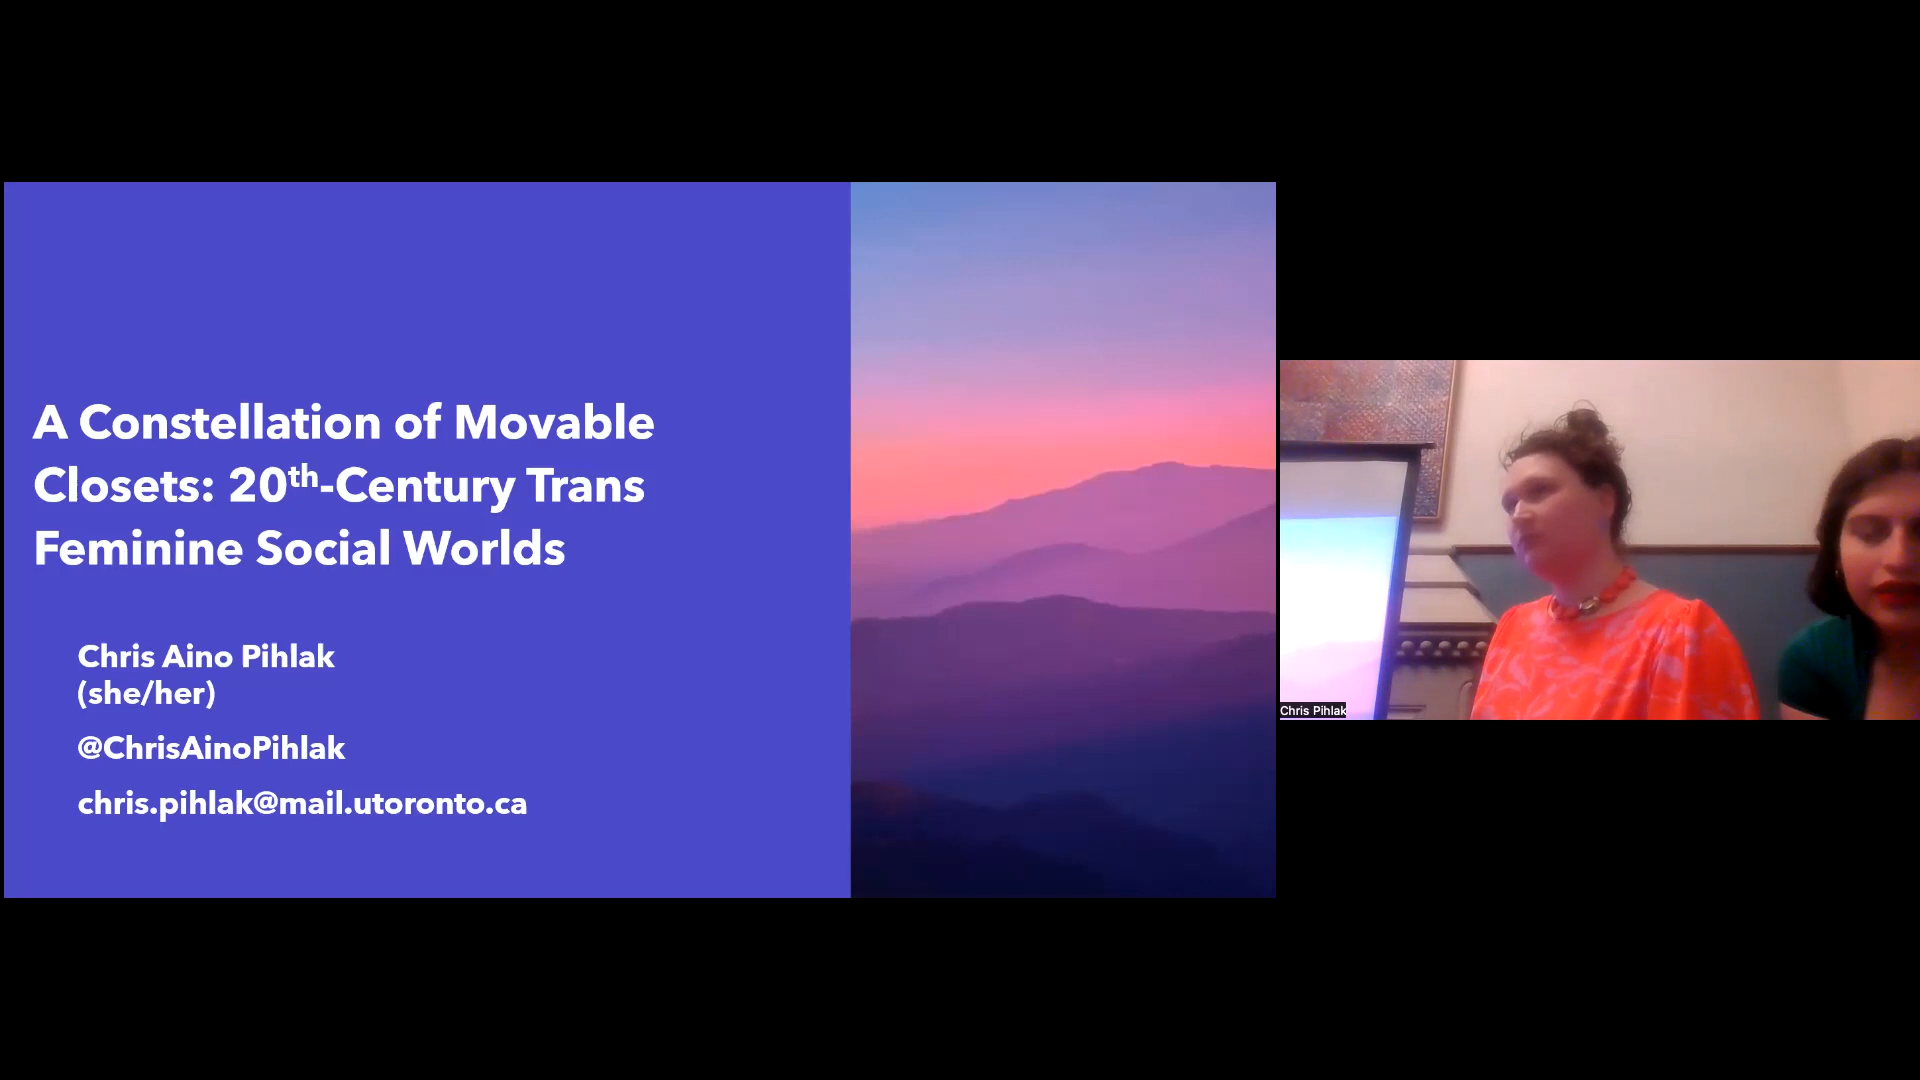 A Constellation of Movable
Closets: 20th-Century Trans
Feminine Social Worlds
Chris Aino Pihlak
(she/her)
@ChrisAinoPihlak
chris.pihlak@mail.utoronto.ca
Chris Pihlak